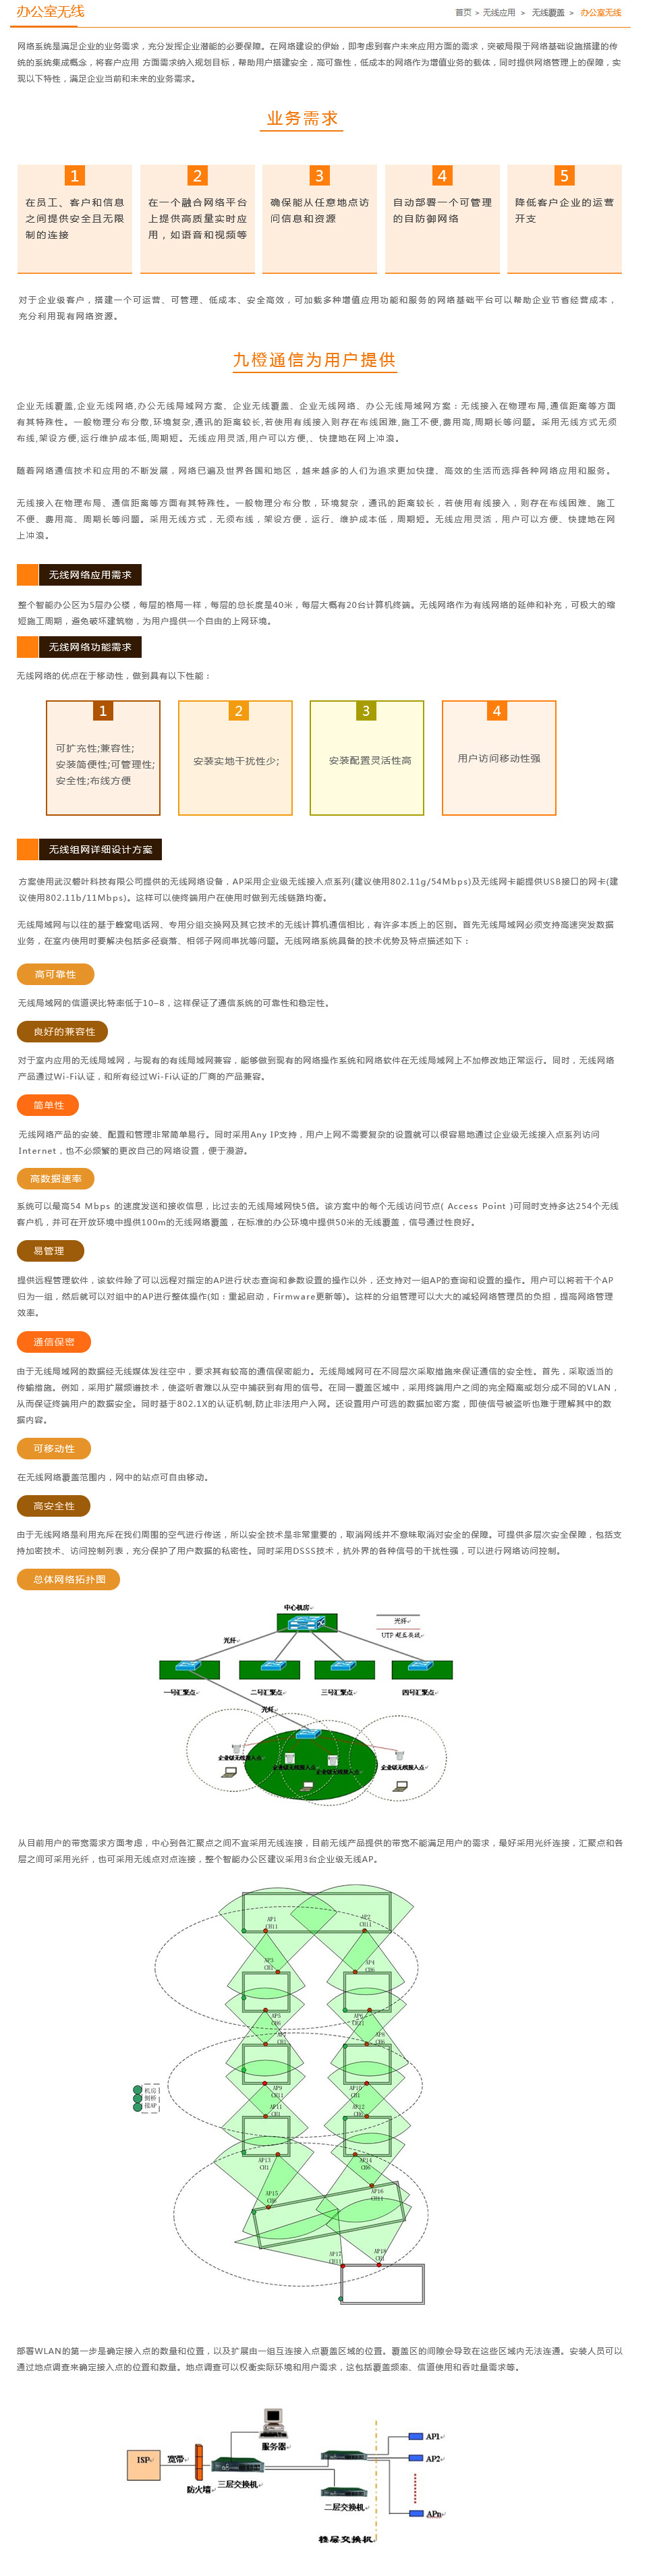 办公室无线
首页 > 无线应用 > 无线覆盖 > 办公室无线
网络系统是满足企业的业务需求，充分发挥企业潜能的必要保障。在网络建设的伊始，即考虑到客户未来应用方面的需求，突破局限于网络基础设施搭建的传
统的系统集成概念，将客户应用 方面需求纳入规划目标，帮助用户搭建安全，高可靠性，低成本的网络作为增值业务的载体，同时提供网络管理上的保障，实
现以下特性，满足企业当前和未来的业务需求。
业务需求
1
在员工、客户和信息
之间提供安全且无限
制的连接
2
在一个融合网络平台
上提供高质量实时应
用，如语音和视频等
3
确保能从任意地点访
问信息和资源
4
自动部署一个可管理
的自防御网络
5
降低客户企业的运营
开支
对于企业级客户，搭建一个可运营、可管理、低成本、安全高效，可加载多种增值应用功能和服务的网络基础平台可以帮助企业节省经营成本，
充分利用现有网络资源。
九橙通信为用户提供
企业无线覆盖,企业无线网络,办公无线局域网方案、企业无线覆盖、企业无线网络、办公无线局域网方案：无线接入在物理布局,通信距离等方面
有其特殊性。一般物理分布分散,环境复杂,通讯的距离较长,若使用有线接入则存在布线困难,施工不便,费用高,周期长等问题。采用无线方式无须
布线,架设方便,运行维护成本低,周期短。无线应用灵活,用户可以方便,、快捷地在网上冲浪。
随着网络通信技术和应用的不断发展，网络已遍及世界各国和地区，越来越多的人们为追求更加快捷、高效的生活而选择各种网络应用和服务。
无线接入在物理布局、通信距离等方面有其特殊性。一般物理分布分散，环境复杂，通讯的距离较长，若使用有线接入，则存在布线困难、施工
不便、费用高、周期长等问题。采用无线方式，无须布线，架设方便，运行、维护成本低，周期短。无线应用灵活，用户可以方便、快捷地在网
上冲浪。
无线网络应用需求
整个智能办公区为5层办公楼，每层的格局一样，每层的总长度是40米，每层大概有20台计算机终端。无线网络作为有线网络的延伸和补充，可极大的缩
短施工周期，避免破坏建筑物，为用户提供一个自由的上网环境。
无线网络功能需求
无线网络的优点在于移动性，做到具有以下性能：
1
可扩充性;兼容性;
安装简便性;可管理性;
安全性;布线方便
2
安装实地干扰性少;
3
安装配置灵活性高
4
用户访问移动性强
无线组网详细设计方案
方案使用武汉碧叶科技有限公司提供的无线网络设备，AP采用企业级无线接入点系列(建议使用802.11g/54Mbps)及无线网卡能提供USB接口的网卡(建
议使用802.11b/11Mbps)。这样可以使终端用户在使用时做到无线链路均衡。
无线局域网与以往的基于蜂窝电话网、专用分组交换网及其它技术的无线计算机通信相比，有许多本质上的区别。首先无线局域网必须支持高速突发数据
业务，在室内使用时要解决包括多径衰落、相邻子网间串扰等问题。无线网络系统具备的技术优势及特点描述如下：
高可靠性
无线局域网的信道误比特率低于10–8，这样保证了通信系统的可靠性和稳定性。
良好的兼容性
对于室内应用的无线局域网，与现有的有线局域网兼容，能够做到现有的网络操作系统和网络软件在无线局域网上不加修改地正常运行。同时，无线网络
产品通过Wi-Fi认证，和所有经过Wi-Fi认证的厂商的产品兼容。
简单性
无线网络产品的安装、配置和管理非常简单易行。同时采用Any IP支持，用户上网不需要复杂的设置就可以很容易地通过企业级无线接入点系列访问
Internet，也不必频繁的更改自己的网络设置，便于漫游。
高数据速率
系统可以最高54 Mbps 的速度发送和接收信息，比过去的无线局域网快5倍。该方案中的每个无线访问节点( Access Point )可同时支持多达254个无线
客户机，并可在开放环境中提供100m的无线网络覆盖，在标准的办公环境中提供50米的无线覆盖，信号通过性良好。
易管理
提供远程管理软件，该软件除了可以远程对指定的AP进行状态查询和参数设置的操作以外，还支持对一组AP的查询和设置的操作。用户可以将若干个AP
归为一组，然后就可以对组中的AP进行整体操作(如：重起启动，Firmware更新等)。这样的分组管理可以大大的减轻网络管理员的负担，提高网络管理
效率。
通信保密
由于无线局域网的数据经无线媒体发往空中，要求其有较高的通信保密能力。无线局域网可在不同层次采取措施来保证通信的安全性。首先，采取适当的
传输措施。例如，采用扩展频谱技术，使盗听者难以从空中捕获到有用的信号。在同一覆盖区域中，采用终端用户之间的完全隔离或划分成不同的VLAN，
从而保证终端用户的数据安全。同时基于802.1X的认证机制,防止非法用户入网。还设置用户可选的数据加密方案，即使信号被盗听也难于理解其中的数
据内容。
可移动性
在无线网络覆盖范围内，网中的站点可自由移动。
高安全性
由于无线网络是利用充斥在我们周围的空气进行传送，所以安全技术是非常重要的，取消网线并不意味取消对安全的保障。可提供多层次安全保障，包括支
持加密技术、访问控制列表，充分保护了用户数据的私密性。同时采用DSSS技术，抗外界的各种信号的干扰性强，可以进行网络访问控制。
总体网络拓扑图
中心机房
光纤
UTP 超五类线
光纤
一号汇聚点
二号汇聚点
三号汇聚点
四号汇聚点
光纤
企业级无线接入点
企业级无线接入点
企业级无线接入点
企业级无线接入点
从目前用户的带宽需求方面考虑，中心到各汇聚点之间不宜采用无线连接，目前无线产品提供的带宽不能满足用户的需求，最好采用光纤连接，汇聚点和各
层之间可采用光纤，也可采用无线点对点连接，整个智能办公区建议采用3台企业级无线AP。
AP1
CH11
AP2
CH11
AP3
CH1
AP4
CH6
AP5
CH6
AP6
CH11
AP7
CH1
AP8
CH6
AP9
CH11
AP10
CH1
AP11
CH1
AP12
CH6
AP13
CH1
AP14
CH6
AP15
CH6
AP16
CH11
AP17
CH11
AP18
CH1
机房
部署WLAN的第一步是确定接入点的数量和位置，以及扩展由一组互连接入点覆盖区域的位置。覆盖区的间隙会导致在这些区域内无法连通。安装人员可以
通过地点调查来确定接入点的位置和数量。地点调查可以权衡实际环境和用户需求，这包括覆盖频率、信道使用和吞吐量需求等。
服务器
ISP
宽带
防火墙
三层交换机
二层交换机
楼层交换机
AP1
AP2
APn